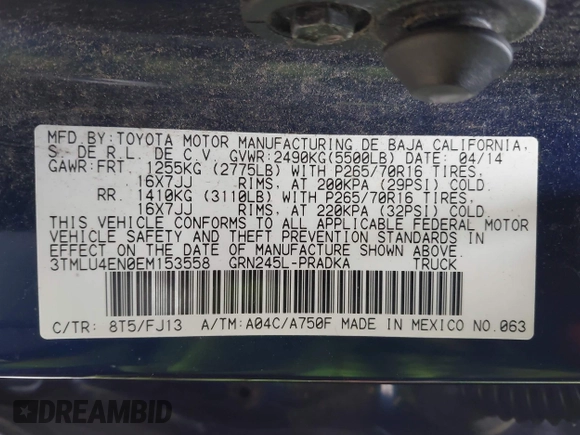 MFD.BY:TOYOTA MOTOR MANUFACTURING DE BAJA CALIFORNIA,
S. DE R.L. DE C.V. GVWR:2490KG(5500LB) DATE: 04/14
GAWR:FRT. 1255KG (2775LB) WITH P265/70R16 TIRES,
16X7JJ RIMS, AT 200KPA (29PSI) COLD.
RR. 1410KG (3110LB) WITH P265/70R16 TIRES,
16X7JJ RIMS, AT 220KPA (32PSI) COLD.
THIS VEHICLE CONFORMS TO ALL APPLICABLE FEDERAL MOTOR
VEHICLE SAFETY AND THEFT PREVENTION STANDARDS IN
EFFECT ON THE DATE OF MANUFACTURE SHOWN ABOVE.
3TMLU4EN0EM153558 GRN245L-PRADKA TRUCK
C/TR: 8T5/FJ13 A/TM:A04C/A750F MADE IN MEXICO NO.063
DREAMBID